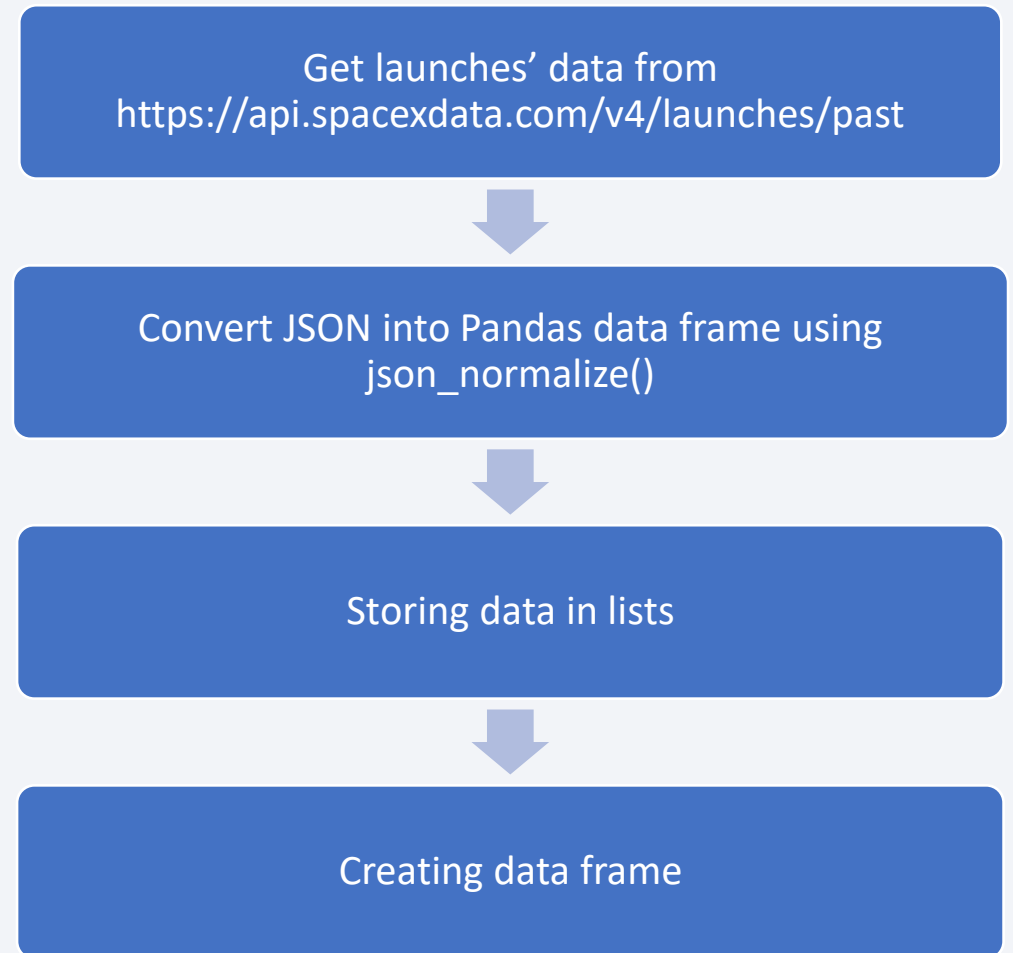 Get launches’ data from
https://api.spacexdata.com/v4/launches/past
Convert JSON into Pandas data frame using
json_normalize()
Storing data in lists
Creating data frame